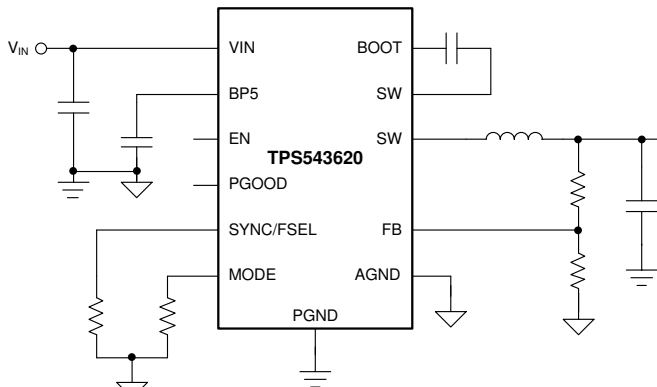 VIN
VIN BOOT
BP5 SW
EN SW
TPS543620
PGOOD
SYNC/FSEL FB
MODE AGND
PGND